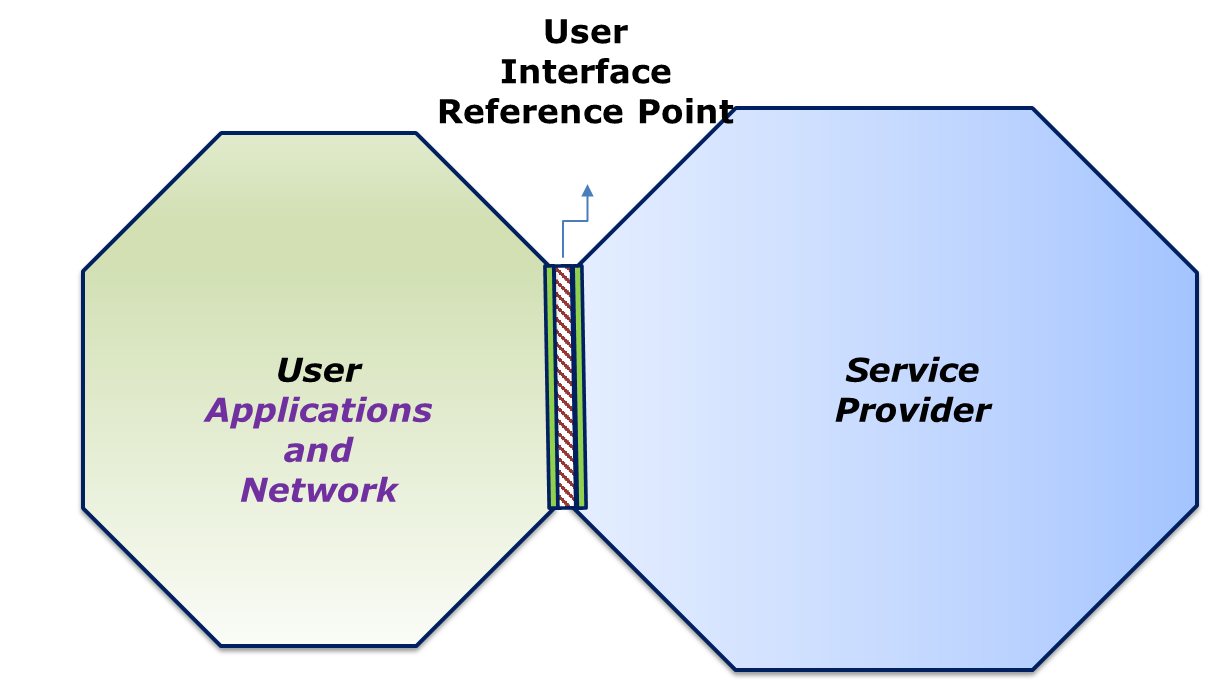 User
Interface
Reference Point
User
Applications
and
Network
Service
Provider